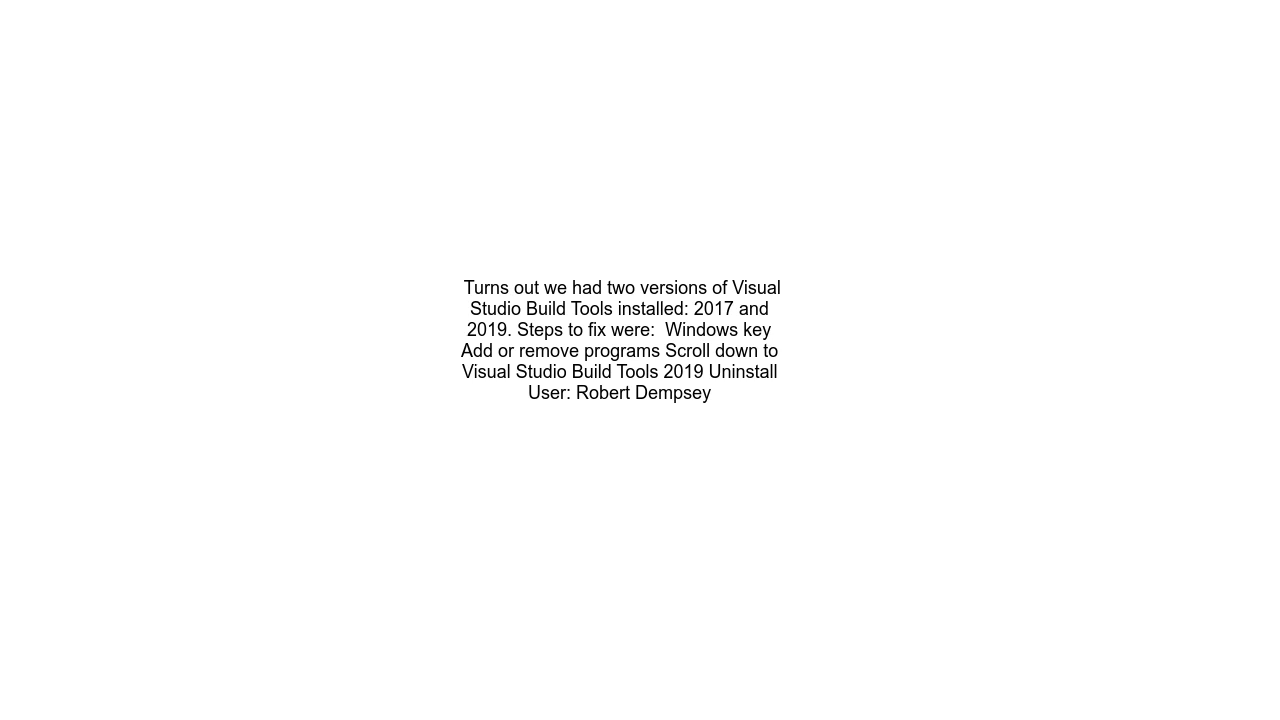 Turns out we had two versions of Visual
Studio Build Tools installed: 2017 and
2019. Steps to fix were:  Windows key
Add or remove programs Scroll down to
Visual Studio Build Tools 2019 Uninstall
User: Robert Dempsey